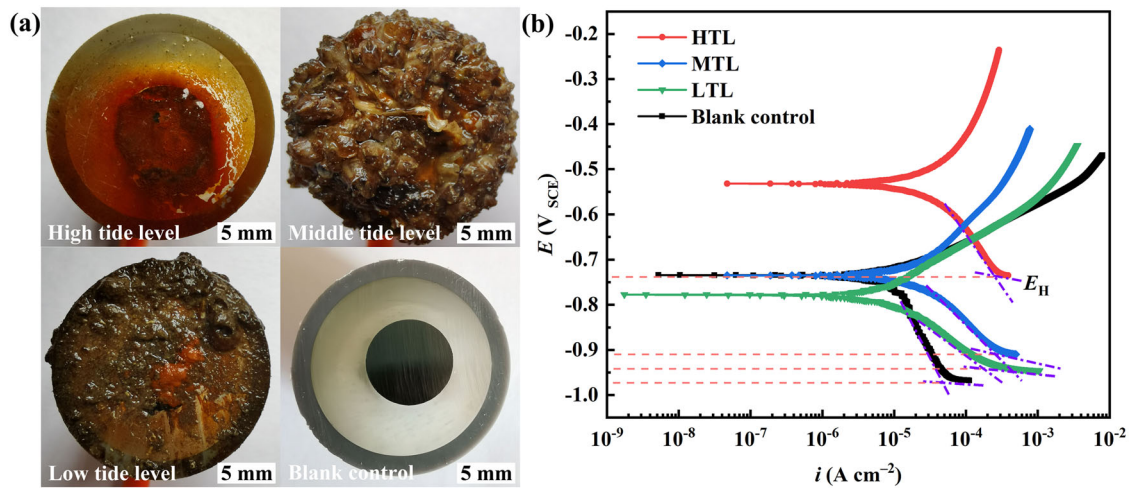 (a)
High tide level
5 mm
Middle tide level
5 mm
Low tide level
5 mm
Blank control
5 mm
(b)
HTL
MTL
LTL
Blank control
E_H
-0.2
-0.3
-0.4
-0.5
-0.6
-0.7
-0.8
-0.9
-1.0
E (V_SCE)
10^-9
10^-8
10^-7
10^-6
10^-5
10^-4
10^-3
10^-2
i (A cm^-2)